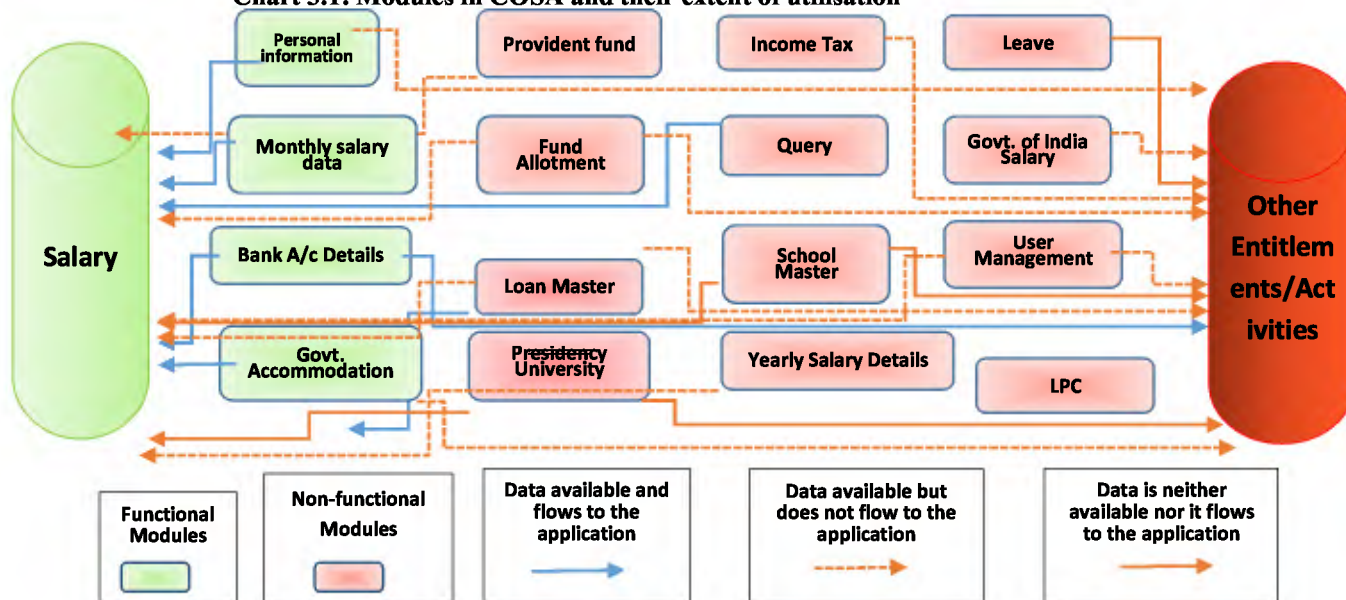 Chart 3.1: Modules in COSA and their extent of utilisation
Personal
information
Provident fund
Income Tax
Leave
Monthly salary
data
Fund
Allotment
Query
Govt. of India
Salary
Salary
Bank A/c Details
Loan Master
School
Master
User
Management
Other
Entitlem
ents/Act
ivities
Govt.
Accommodation
Presidency
University
Yearly Salary Details
LPC
Functional
Modules
Non-functional
Modules
Data available and
flows to the
application
Data available but
does not flow to the
application
Data is neither
available nor it flows
to the application